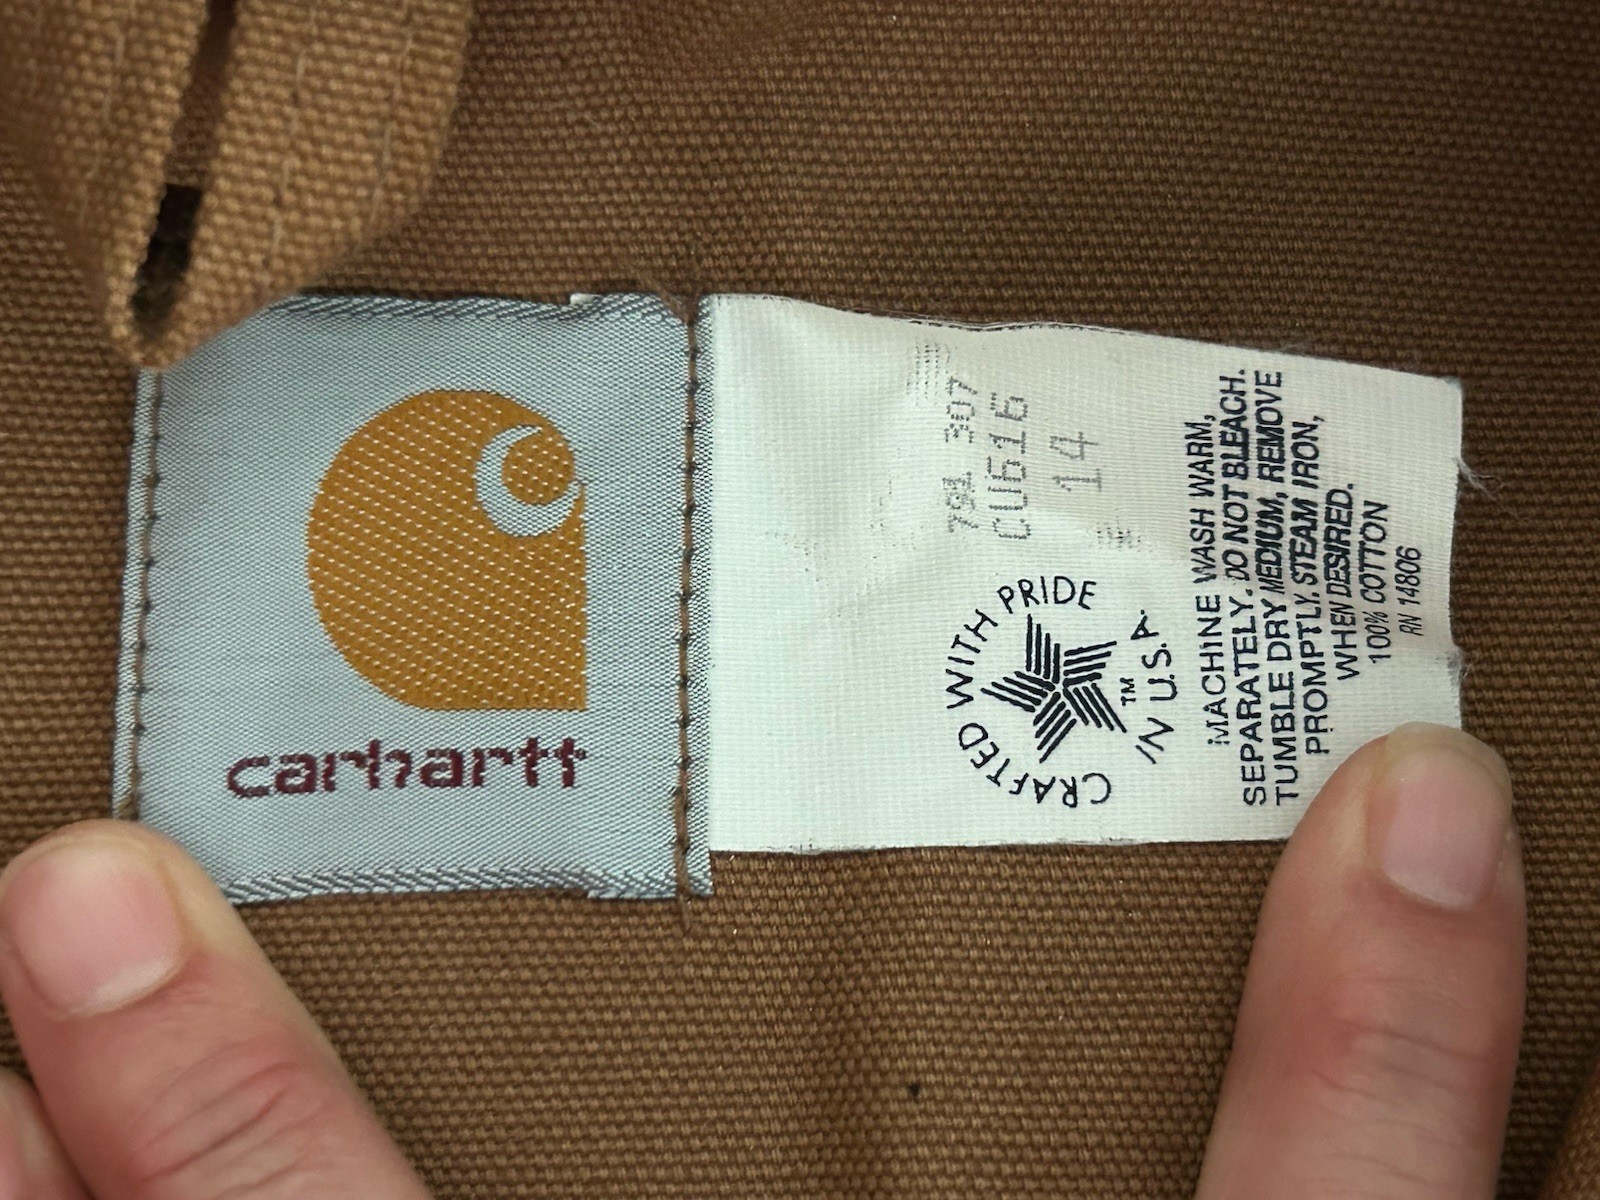 carhartt
307
14
CRAFTED WITH PRIDE
IN U.S.A.
TM
MACHINE WASH WARM,
SEPARATELY. DO NOT BLEACH.
TUMBLE DRY MEDIUM, REMOVE
PROMPTLY. STEAM IRON,
WHEN DESIRED.
100% COTTON
RN 14806